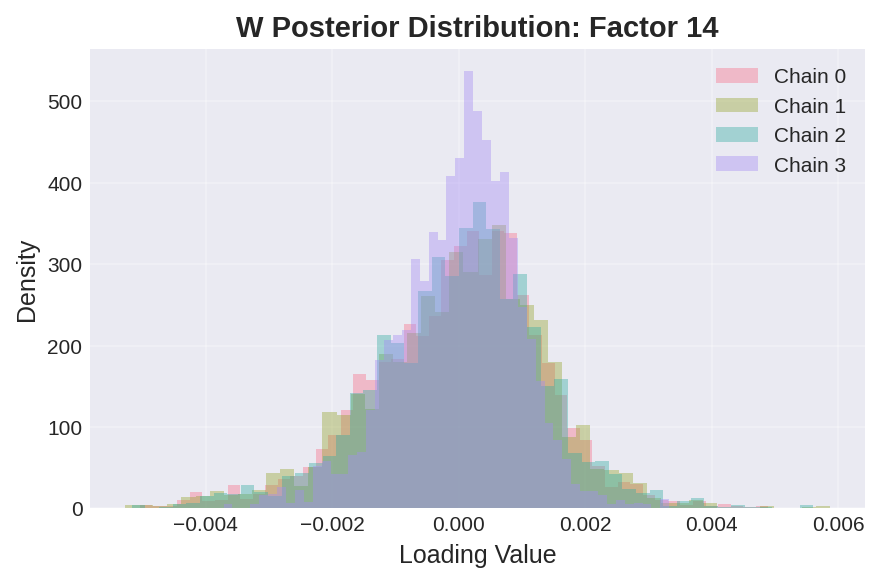 W Posterior Distribution: Factor 14
Chain 0
Chain 1
Chain 2
Chain 3
Density
500
400
300
200
100
0
−0.004
−0.002
0.000
0.002
0.004
0.006
Loading Value